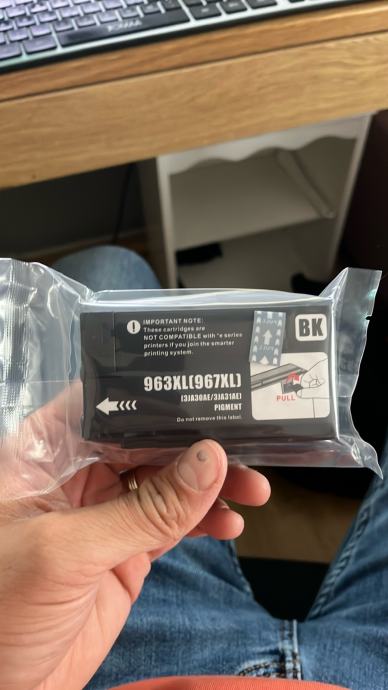 IMPORTANT NOTE:
These cartridges are
NOT COMPATIBLE with "e series
printers if you join the smarter
printing system.
BK
963XL(967XL)
(3JA30AE/3JA31AE)
PIGMENT
Do not remove this label.
PULL